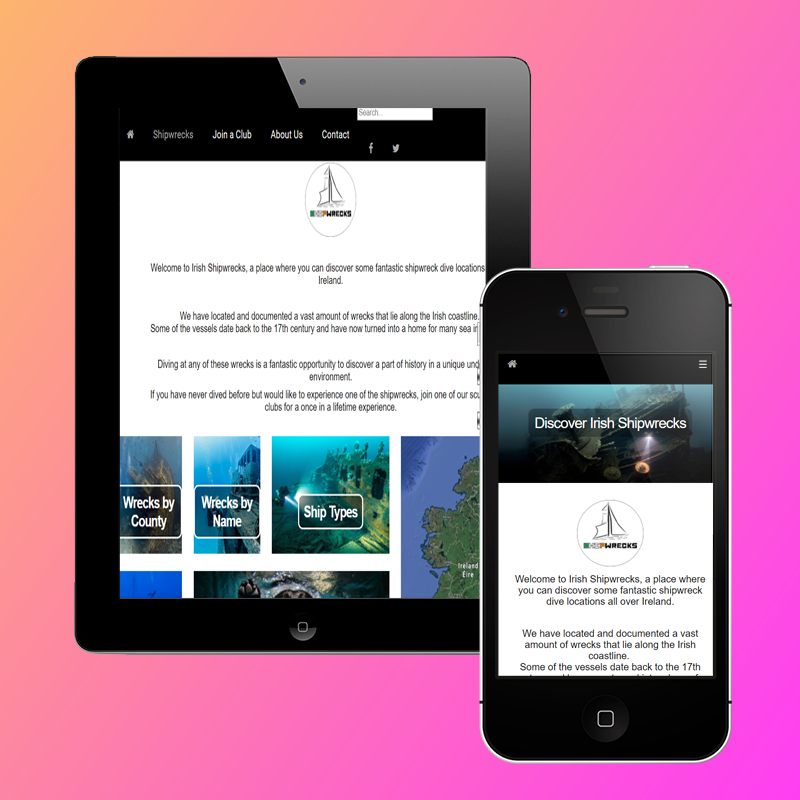 Search...
Shipwrecks Join a Club About Us Contact
WRECKS
Welcome to Irish Shipwrecks, a place where you can discover some fantastic shipwreck dive locations
Ireland.
We have located and documented a vast amount of wrecks that lie along the Irish coastline.
Some of the vessels date back to the 17th century and have now turned into a home for many sea
Diving at any of these wrecks is a fantastic opportunity to discover a part of history in a unique
environment.
If you have never dived before but would like to experience one of the shipwrecks, join one of our
clubs for a once in a lifetime experience.
Wrecks by
County
Wrecks by
Name
Ship Types
Ireland
Éire
Discover Irish Shipwrecks
WRECKS
Welcome to Irish Shipwrecks, a place where
you can discover some fantastic shipwreck
dive locations all over Ireland.
We have located and documented a vast
amount of wrecks that lie along the Irish
coastline.
Some of the vessels date back to the 17th